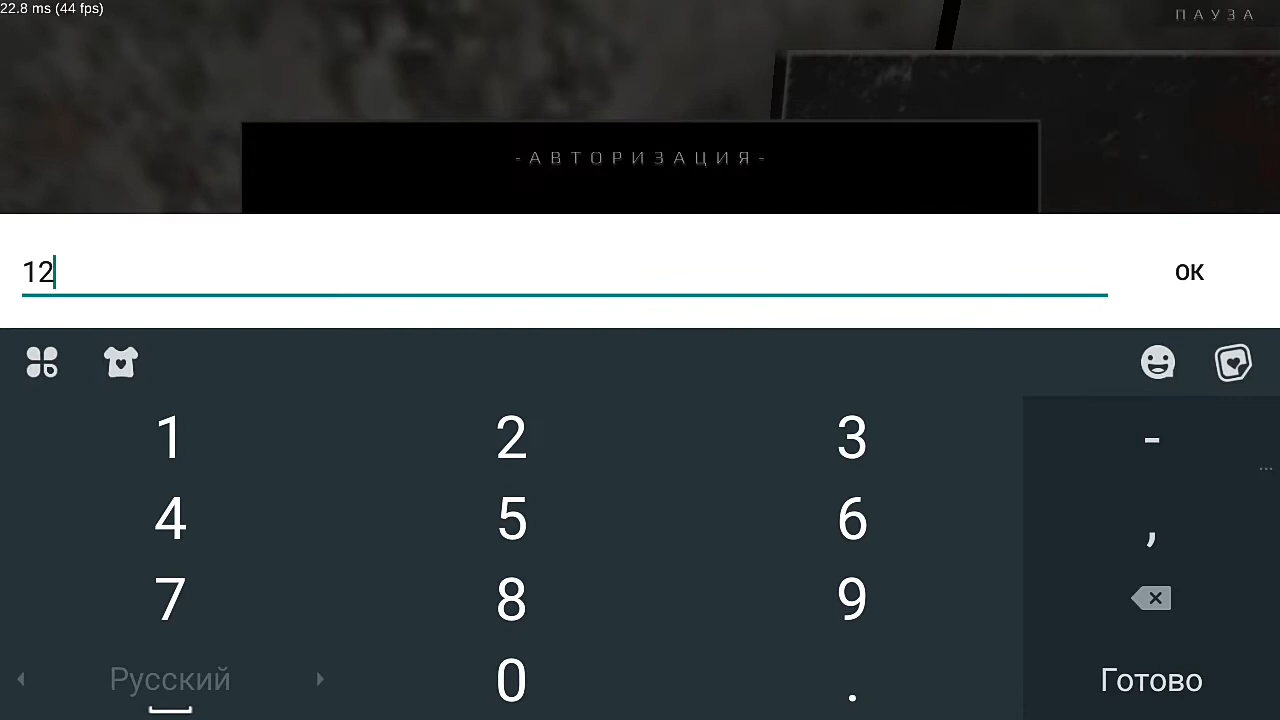 22.8 ms (44 fps)
ПАУЗА
-АВТОРИЗАЦИЯ-
12
ОК
1 2 3 -
4 5 6 ,
7 8 9
Русский 0 . Готово